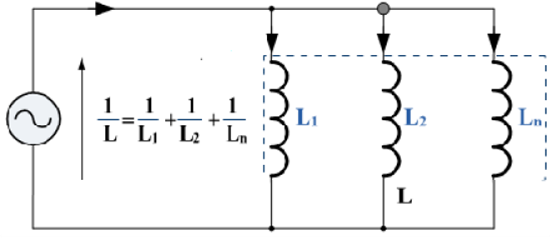 1/L = 1/L₁ + 1/L₂ + 1/Lₙ
L₁
L₂
Lₙ
L